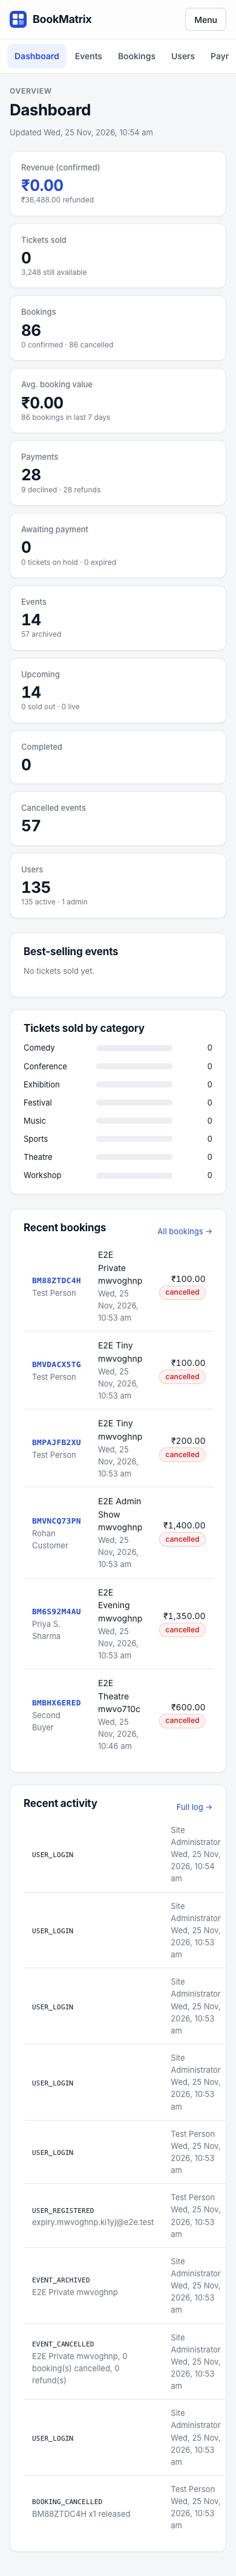 BookMatrix
Menu
Dashboard
Events
Bookings
Users
Payr
OVERVIEW
Dashboard
Updated Wed, 25 Nov, 2026, 10:54 am
Revenue (confirmed)
₹0.00
₹36,488.00 refunded
Tickets sold
0
3,248 still available
Bookings
86
0 confirmed · 86 cancelled
Avg. booking value
₹0.00
86 bookings in last 7 days
Payments
28
9 declined · 28 refunds
Awaiting payment
0
0 tickets on hold · 0 expired
Events
14
57 archived
Upcoming
14
0 sold out · 0 live
Completed
0
Cancelled events
57
Users
135
135 active · 1 admin
Best-selling events
No tickets sold yet.
Tickets sold by category
Comedy 0
Conference 0
Exhibition 0
Festival 0
Music 0
Sports 0
Theatre 0
Workshop 0
Recent bookings
All bookings →
BM88ZTDC4H
Test Person
E2E
Private
mwvoghnp
Wed, 25
Nov, 2026,
10:53 am
₹100.00
cancelled
BMVDACX5TG
Test Person
E2E Tiny
mwvoghnp
Wed, 25
Nov, 2026,
10:53 am
₹100.00
cancelled
BMPAJFB2XU
Test Person
E2E Tiny
mwvoghnp
Wed, 25
Nov, 2026,
10:53 am
₹200.00
cancelled
BMVNCQ73PN
Rohan
Customer
E2E Admin
Show
mwvoghnp
Wed, 25
Nov, 2026,
10:53 am
₹1,400.00
cancelled
BM6S92M4AU
Priya S.
Sharma
E2E
Evening
mwvoghnp
Wed, 25
Nov, 2026,
10:53 am
₹1,350.00
cancelled
BMBHX6ERED
Second
Buyer
E2E
Theatre
mwvo710c
Wed, 25
Nov, 2026,
10:46 am
₹600.00
cancelled
Recent activity
Full log →
USER_LOGIN
Site
Administrator
Wed, 25 Nov,
2026, 10:54
am
USER_LOGIN
Site
Administrator
Wed, 25 Nov,
2026, 10:53
am
USER_LOGIN
Site
Administrator
Wed, 25 Nov,
2026, 10:53
am
USER_LOGIN
Site
Administrator
Wed, 25 Nov,
2026, 10:53
am
USER_LOGIN
Test Person
Wed, 25 Nov,
2026, 10:53
am
USER_REGISTERED
expiry.mwvoghnp.ki1yj@e2e.test
Test Person
Wed, 25 Nov,
2026, 10:53
am
EVENT_ARCHIVED
E2E Private mwvoghnp
Site
Administrator
Wed, 25 Nov,
2026, 10:53
am
EVENT_CANCELLED
E2E Private mwvoghnp, 0
booking(s) cancelled, 0
refund(s)
Site
Administrator
Wed, 25 Nov,
2026, 10:53
am
USER_LOGIN
Site
Administrator
Wed, 25 Nov,
2026, 10:53
am
BOOKING_CANCELLED
BM88ZTDC4H x1 released
Test Person
Wed, 25 Nov,
2026, 10:53
am